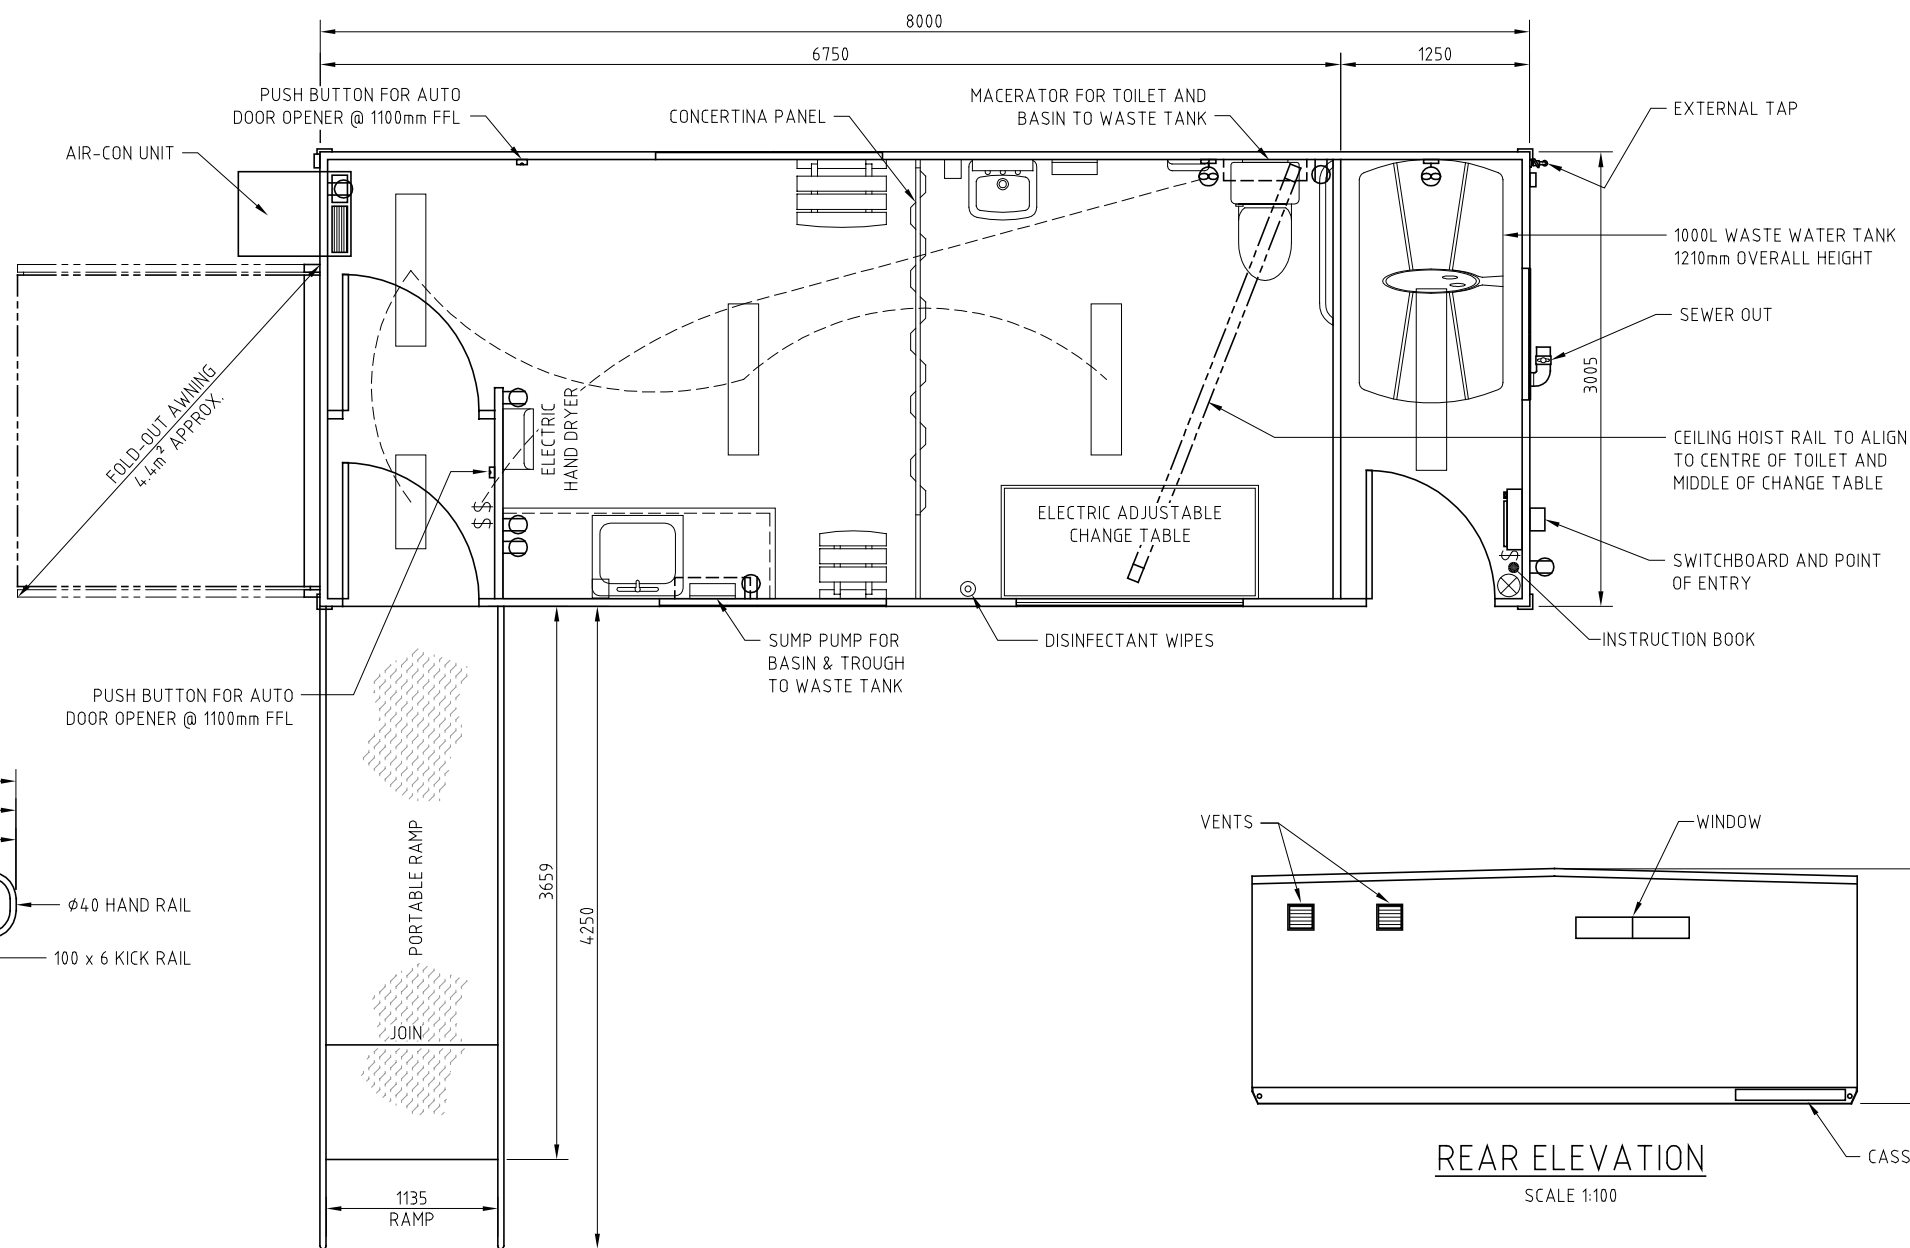 8000
6750
1250
PUSH BUTTON FOR AUTO
DOOR OPENER @ 1100mm FFL
CONCERTINA PANEL
MACERATOR FOR TOILET AND
BASIN TO WASTE TANK
EXTERNAL TAP
AIR-CON UNIT
1000L WASTE WATER TANK
1210mm OVERALL HEIGHT
SEWER OUT
3005
FOLD-OUT AWNING
4.4m² APPROX.
ELECTRIC
HAND DRYER
CEILING HOIST RAIL TO ALIGN
TO CENTRE OF TOILET AND
MIDDLE OF CHANGE TABLE
ELECTRIC ADJUSTABLE
CHANGE TABLE
SWITCHBOARD AND POINT
OF ENTRY
SUMP PUMP FOR
BASIN & TROUGH
TO WASTE TANK
DISINFECTANT WIPES
INSTRUCTION BOOK
PUSH BUTTON FOR AUTO
DOOR OPENER @ 1100mm FFL
PORTABLE RAMP
3659
4250
JOIN
1135
RAMP
Ø40 HAND RAIL
100 x 6 KICK RAIL
VENTS
WINDOW
CASS
REAR ELEVATION
SCALE 1:100